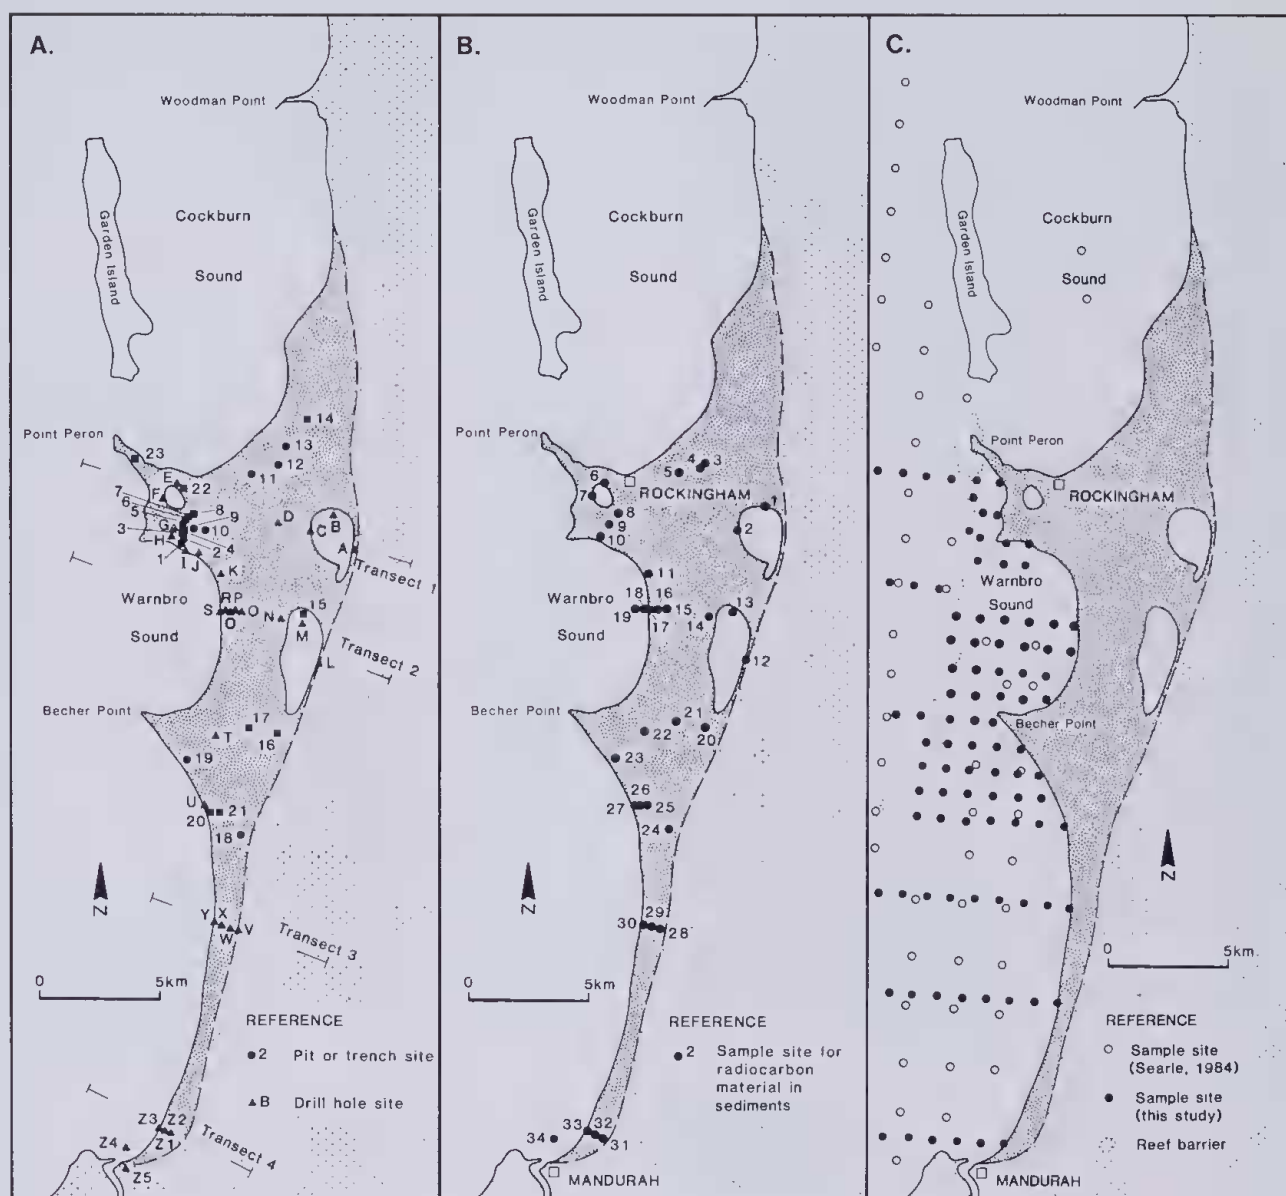 A.
Woodman Point
Garden Island
Cockburn
Sound
Point Peron
14
13
12
11
23
E
22
F
7
6
5
8
9
3
G
10
H
4
2
1
I
J
D
C
B
A
Transect 1
K
Warnbro
Sound
S
R P
O
O
N
15
M
L
Transect 2
Becher Point
17
16
T
19
U
20
21
18
N
Y
X
W
V
Transect 3
0
5km
REFERENCE
2 Pit or trench site
B Drill hole site
Z3
Z2
Z1
Z4
Z5
Transect 4
B.
Woodman Point
Garden Island
Cockburn
Sound
Point Peron
4
3
5
6
ROCKINGHAM
7
8
9
10
1
2
11
Warnbro
Sound
18
16
19
15
17
14
13
12
Becher Point
21
20
22
23
26
27
25
24
N
29
30
28
0
5km
REFERENCE
2 Sample site for
radiocarbon
material in
sediments
33
32
34
31
MANDURAH
C.
Woodman Point
Garden Island
Cockburn
Sound
Point Peron
ROCKINGHAM
Warnbro
Sound
Becher Point
N
0
5km.
REFERENCE
Sample site
(Searle, 1984)
Sample site
(this study)
Reef barrier
MANDURAH